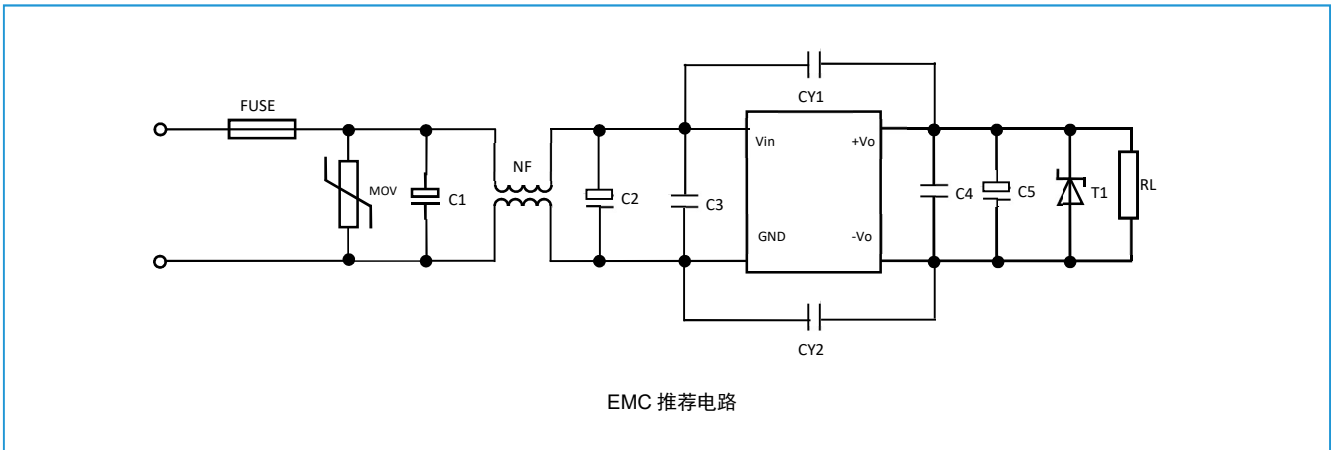 CY1
FUSE
Vin
+Vo
NF
MOV
C1
C2
C3
C4
C5
T1
RL
GND
-Vo
CY2
EMC 推荐电路